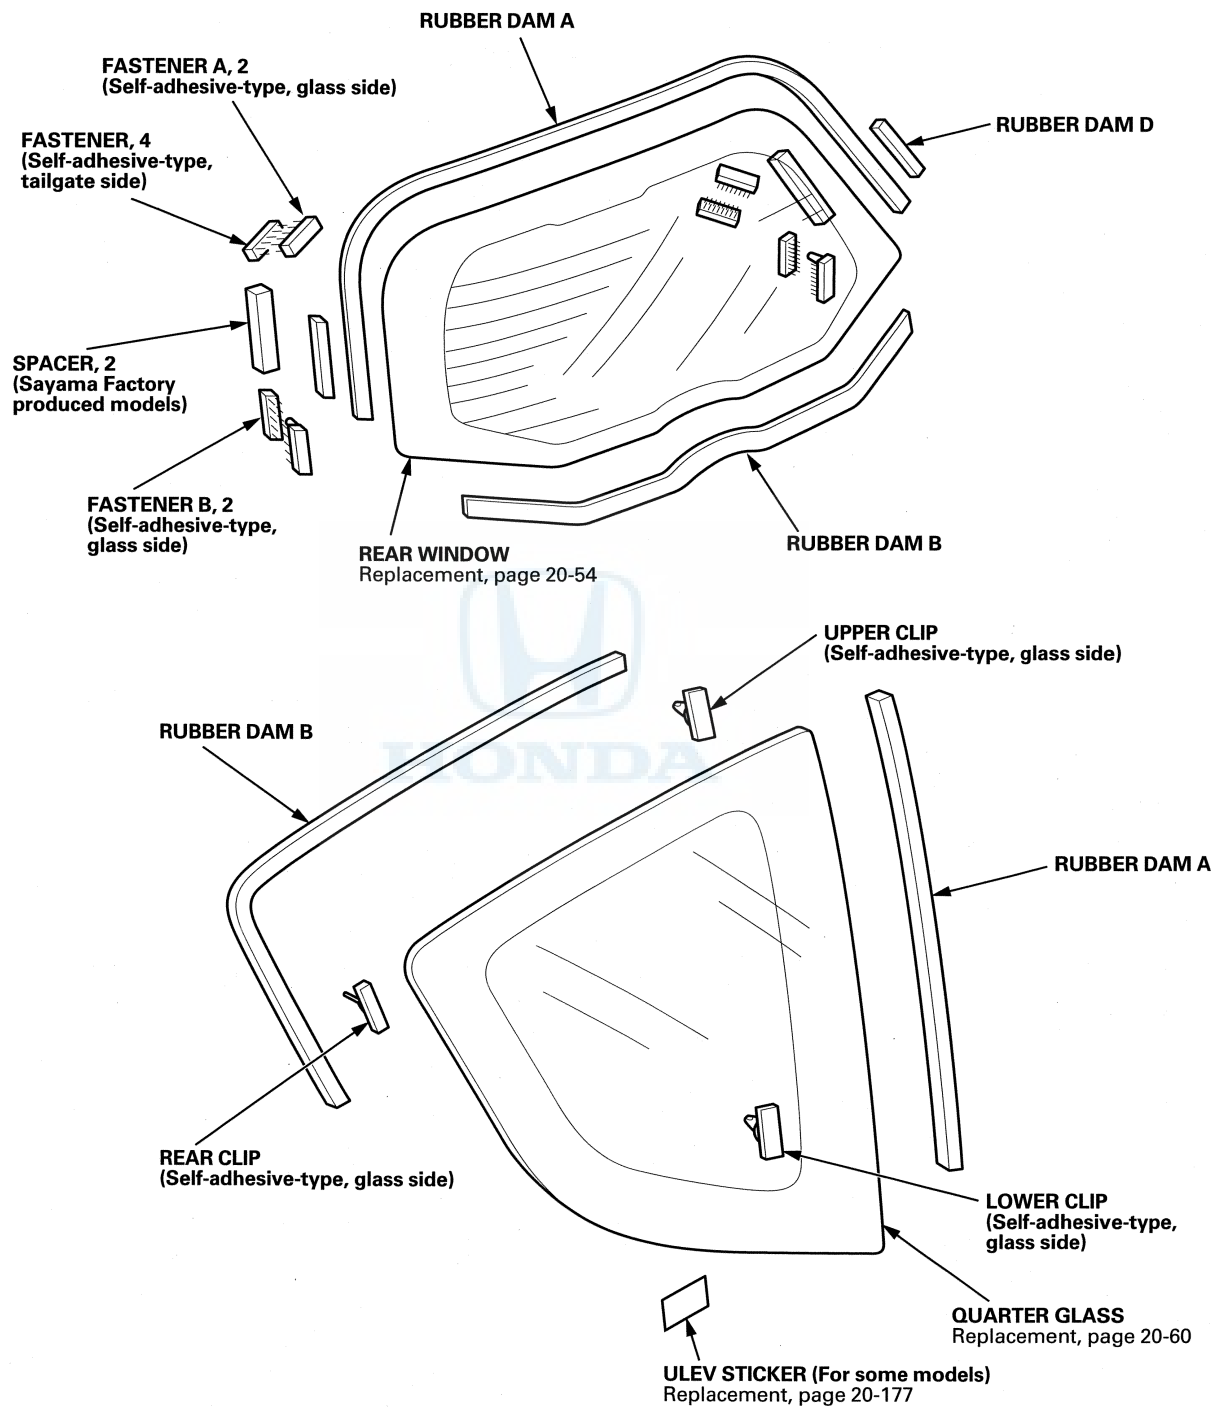 RUBBER DAM A
FASTENER A, 2
(Self-adhesive-type, glass side)
RUBBER DAM D
FASTENER, 4
(Self-adhesive-type,
tailgate side)
SPACER, 2
(Sayama Factory
produced models)
FASTENER B, 2
(Self-adhesive-type,
glass side)
REAR WINDOW
Replacement, page 20-54
RUBBER DAM B
UPPER CLIP
(Self-adhesive-type, glass side)
RUBBER DAM B
HONDA
RUBBER DAM A
REAR CLIP
(Self-adhesive-type, glass side)
LOWER CLIP
(Self-adhesive-type,
glass side)
QUARTER GLASS
Replacement, page 20-60
ULEV STICKER (For some models)
Replacement, page 20-177